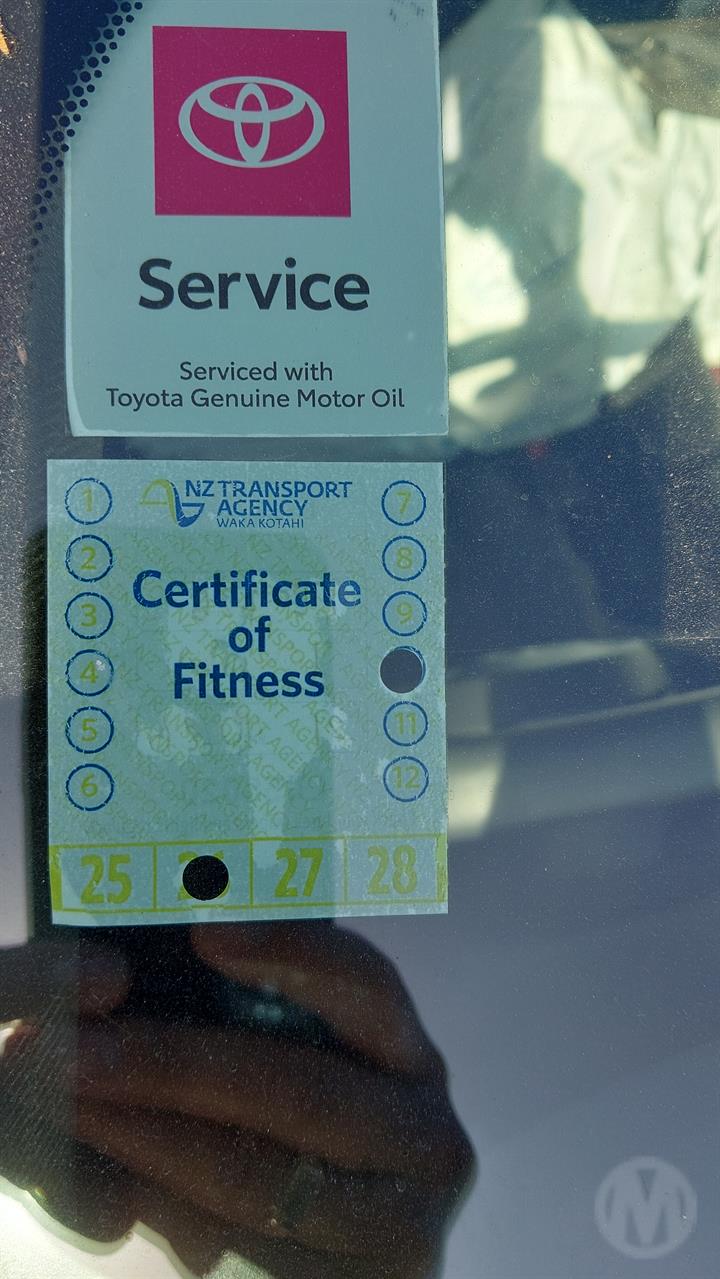 Service
Serviced with
Toyota Genuine Motor Oil
NZ TRANSPORT
AGENCY
WAKA KOTAHI
1 7
2 8
Certificate
of
Fitness
3 9
4
5 11
6 12
25 27 28
M